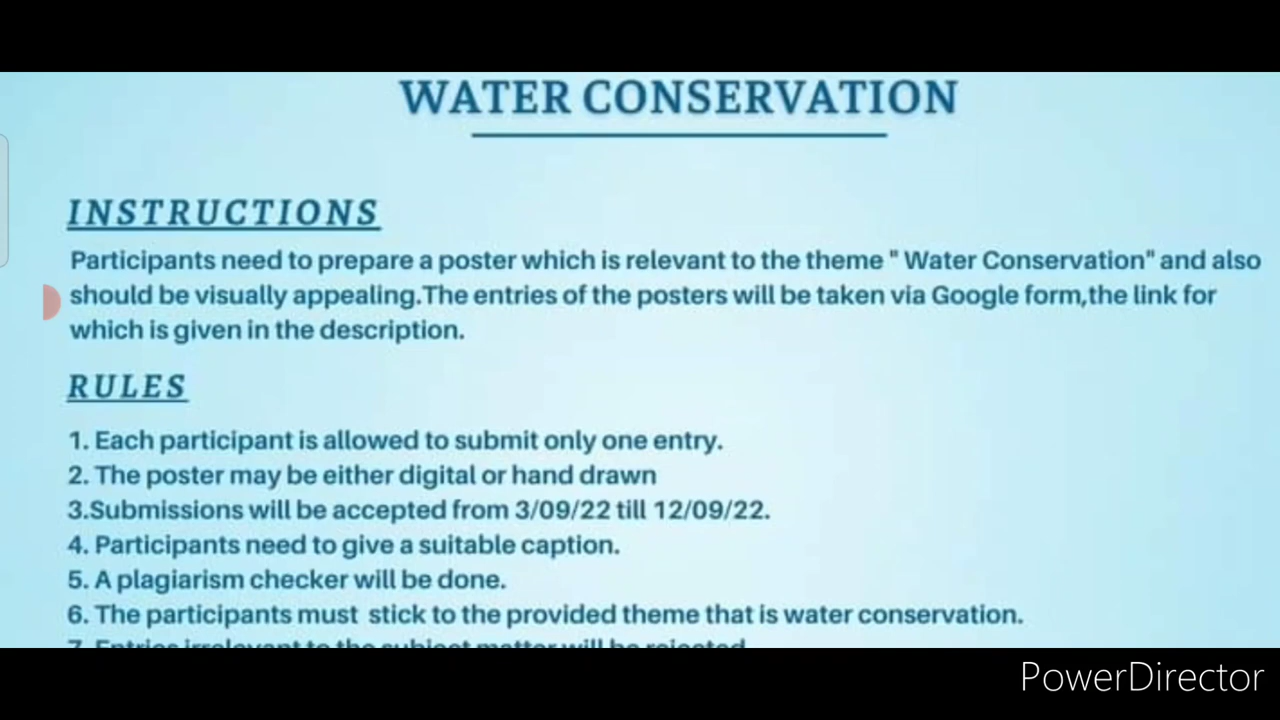 WATER CONSERVATION
INSTRUCTIONS
Participants need to prepare a poster which is relevant to the theme " Water Conservation" and also
should be visually appealing.The entries of the posters will be taken via Google form,the link for
which is given in the description.
RULES
1. Each participant is allowed to submit only one entry.
2. The poster may be either digital or hand drawn
3.Submissions will be accepted from 3/09/22 till 12/09/22.
4. Participants need to give a suitable caption.
5. A plagiarism checker will be done.
6. The participants must  stick to the provided theme that is water conservation.
7. Entries irrelevant to the subject matter will be rejected
PowerDirector